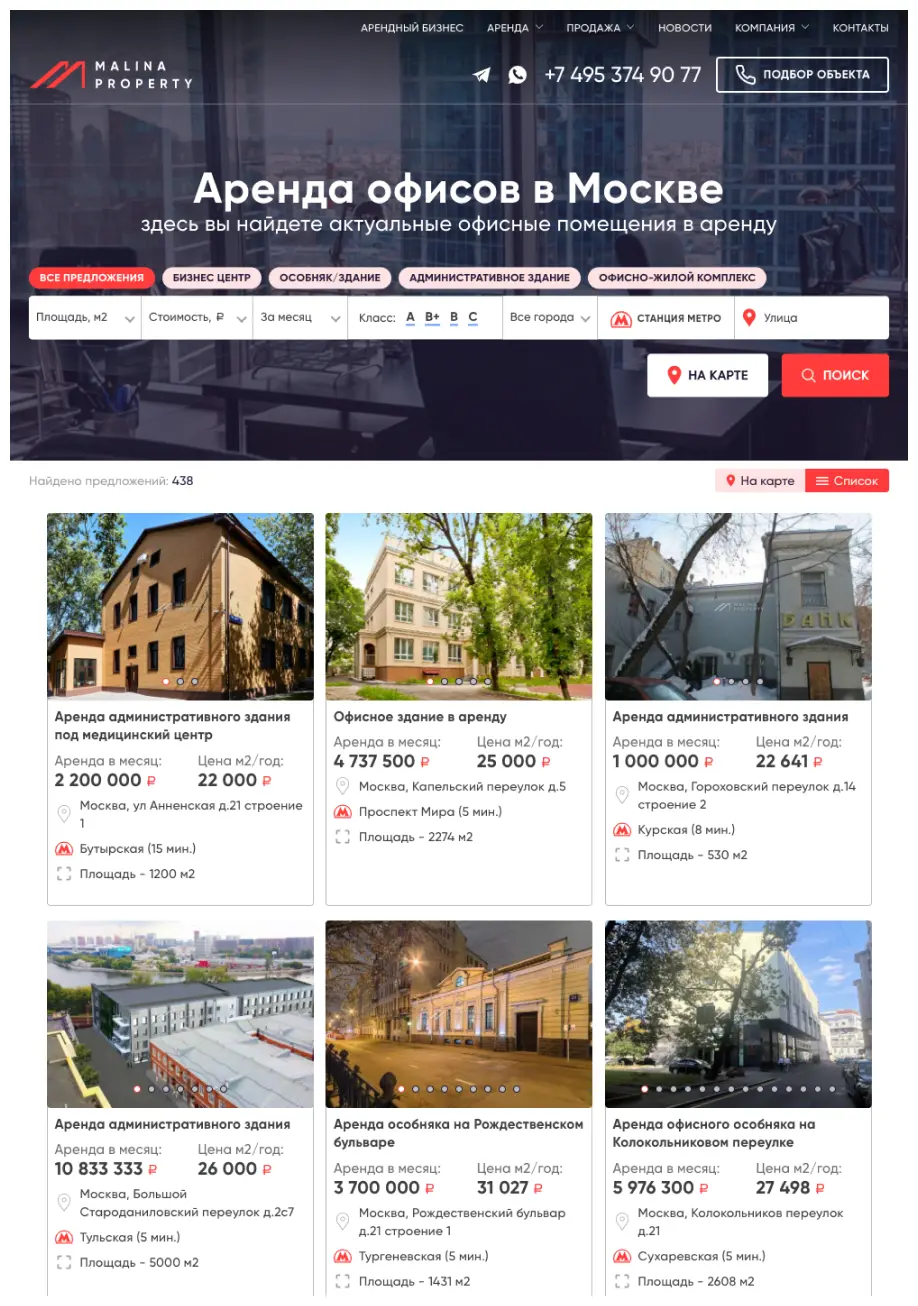 АРЕНДНЫЙ БИЗНЕС АРЕНДА ПРОДАЖА НОВОСТИ КОМПАНИЯ КОНТАКТЫ
MALINA
PROPERTY
+7 495 374 90 77 ПОДБОР ОБЪЕКТА
Аренда офисов в Москве
здесь вы найдете актуальные офисные помещения в аренду
ВСЕ ПРЕДЛОЖЕНИЯ БИЗНЕС ЦЕНТР ОСОБНЯК/ЗДАНИЕ АДМИНИСТРАТИВНОЕ ЗДАНИЕ ОФИСНО-ЖИЛОЙ КОМПЛЕКС
Площадь, м2 Стоимость, ₽ За месяц Класс: A B+ B C Все города СТАНЦИЯ МЕТРО Улица
НА КАРТЕ ПОИСК
Найдено предложений: 438 На карте Список
MALINA
PROPERTY
БАНК
Аренда административного здания
под медицинский центр
Аренда в месяц: Цена м2/год:
2 200 000 ₽ 22 000 ₽
Москва, ул Анненская д.21 строение
1
Бутырская (15 мин.)
Площадь - 1200 м2
Офисное здание в аренду
Аренда в месяц: Цена м2/год:
4 737 500 ₽ 25 000 ₽
Москва, Капельский переулок д.5
Проспект Мира (5 мин.)
Площадь - 2274 м2
Аренда административного здания
Аренда в месяц: Цена м2/год:
1 000 000 ₽ 22 641 ₽
Москва, Гороховский переулок д.14
строение 2
Курская (8 мин.)
Площадь - 530 м2
Аренда административного здания
Аренда в месяц: Цена м2/год:
10 833 333 ₽ 26 000 ₽
Москва, Большой
Староданиловский переулок д.2с7
Тульская (5 мин.)
Площадь - 5000 м2
Аренда особняка на Рождественском
бульваре
Аренда в месяц: Цена м2/год:
3 700 000 ₽ 31 027 ₽
Москва, Рождественский бульвар
д.21 строение 1
Тургеневская (5 мин.)
Площадь - 1431 м2
Аренда офисного особняка на
Колокольниковом переулке
Аренда в месяц: Цена м2/год:
5 976 300 ₽ 27 498 ₽
Москва, Колокольников переулок
д.21
Сухаревская (5 мин.)
Площадь - 2608 м2